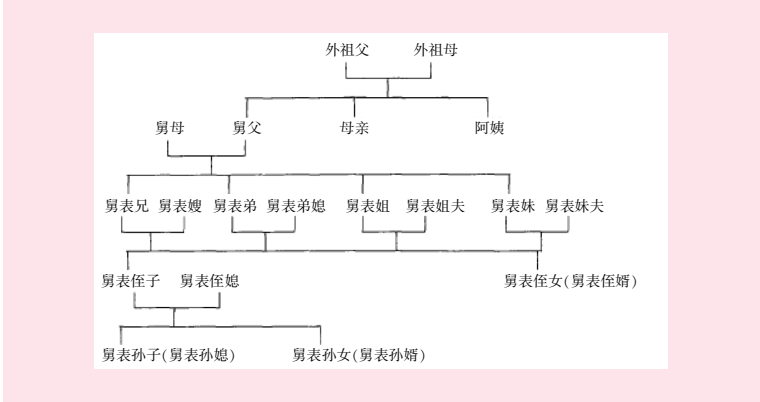 外祖父 外祖母
舅母 舅父 母亲 阿姨
舅表兄 舅表嫂 舅表弟 舅表弟媳 舅表姐 舅表姐夫 舅表妹 舅表妹夫
舅表侄子 舅表侄媳 舅表侄女(舅表侄婿)
舅表孙子(舅表孙媳) 舅表孙女(舅表孙婿)